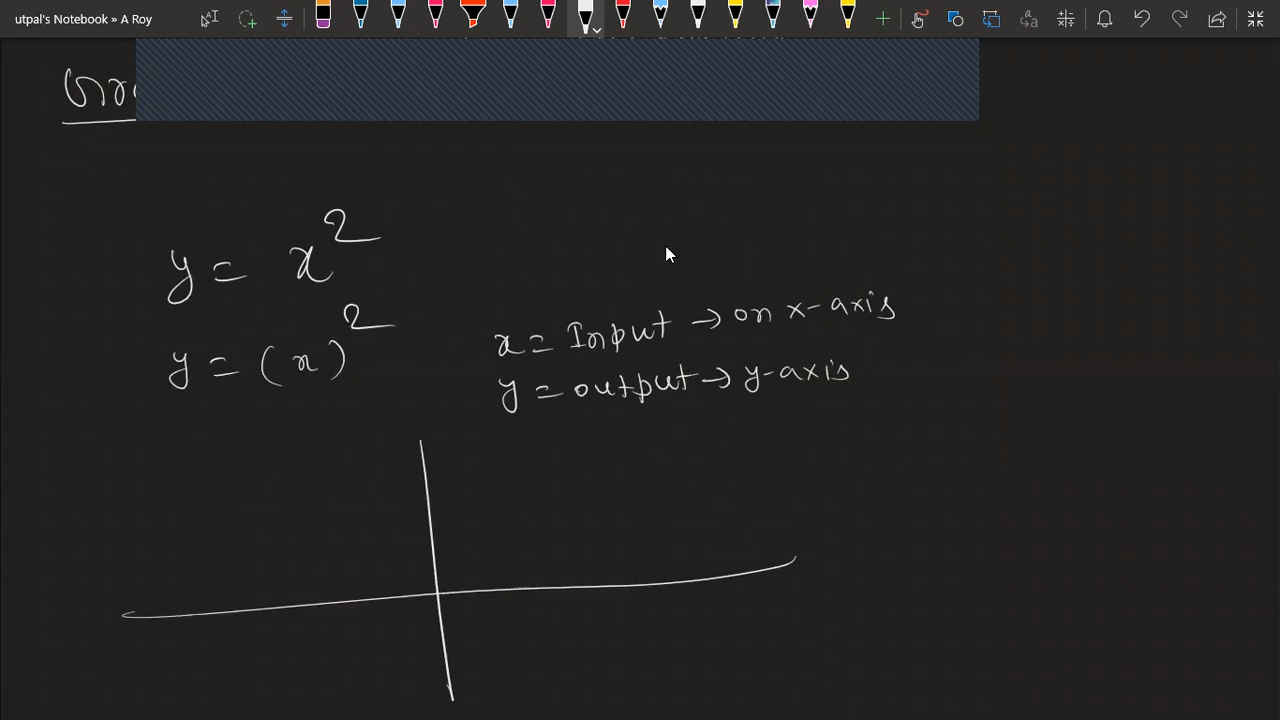 utpal's Notebook » A Roy
y = x²
y = (x)²
x = Input → on x-axis
y = output → y-axis